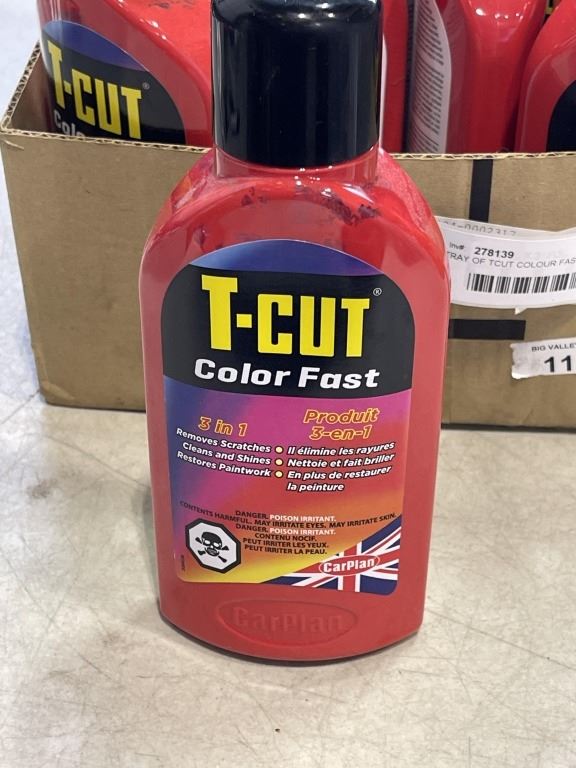 T-CUT
Color
Inv# 278139
TRAY OF TCUT COLOUR FAS
BIG VALLEY
11
T-CUT®
Color Fast
3 in 1
Removes Scratches
Cleans and Shines
Restores Paintwork
Produit
3-en-1
Il élimine les rayures
Nettoie et fait briller
En plus de restaurer
la peinture
DANGER. POISON IRRITANT.
CONTENTS HARMFUL. MAY IRRITATE EYES. MAY IRRITATE SKIN.
DANGER. POISON IRRITANT.
CONTENU NOCIF.
PEUT IRRITER LES YEUX.
PEUT IRRITER LA PEAU.
CarPlan
CarPlan